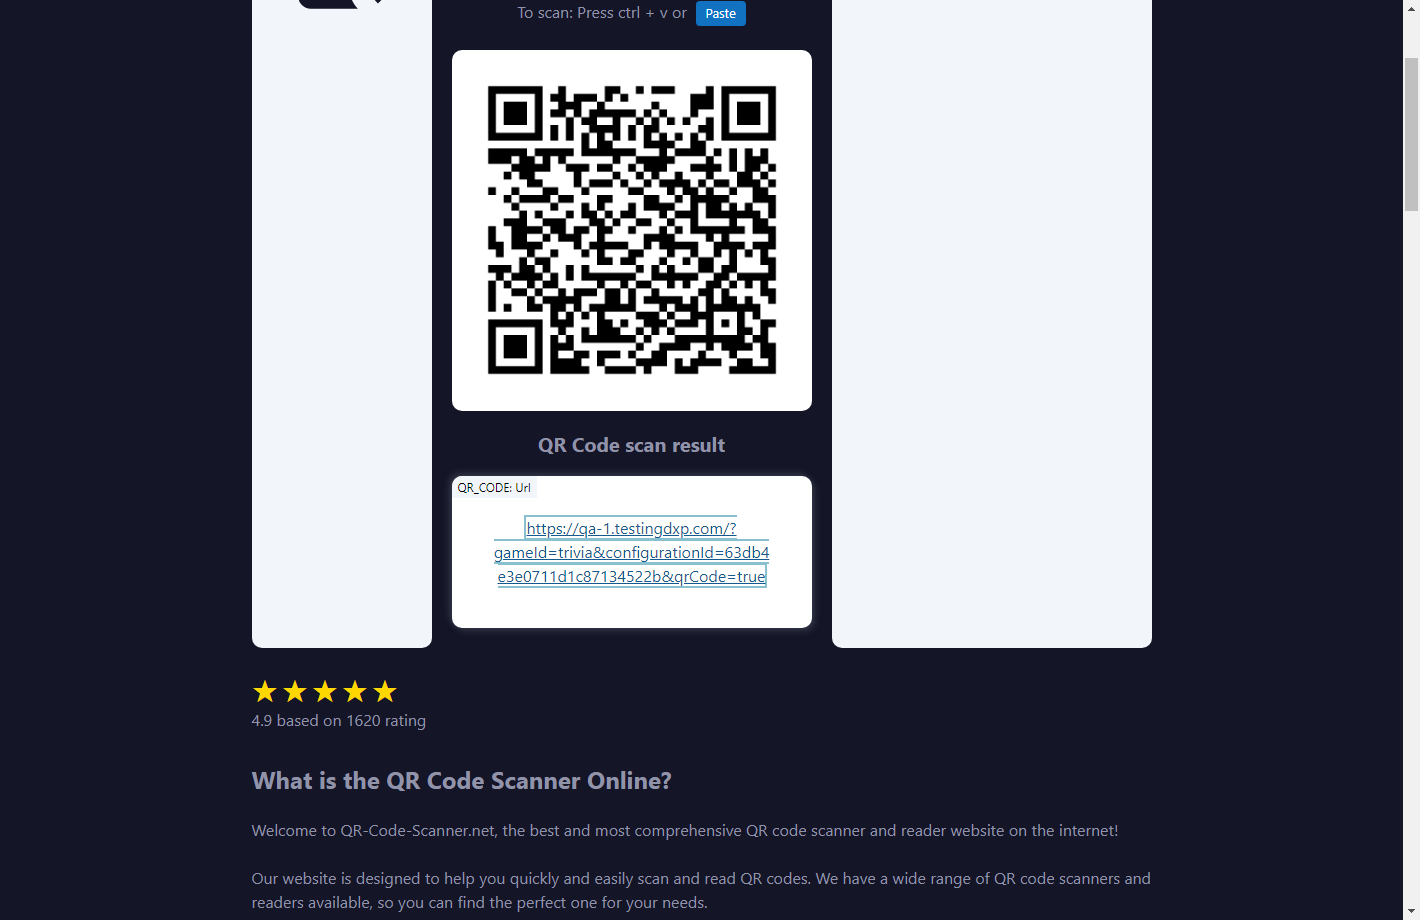 To scan: Press ctrl + v or Paste
QR Code scan result
QR_CODE: Url
https://qa-1.testingdxp.com/?
gameId=trivia&configurationId=63db4
e3e0711d1c87134522b&qrCode=true
4.9 based on 1620 rating
What is the QR Code Scanner Online?
Welcome to QR-Code-Scanner.net, the best and most comprehensive QR code scanner and reader website on the internet!
Our website is designed to help you quickly and easily scan and read QR codes. We have a wide range of QR code scanners and
readers available, so you can find the perfect one for your needs.